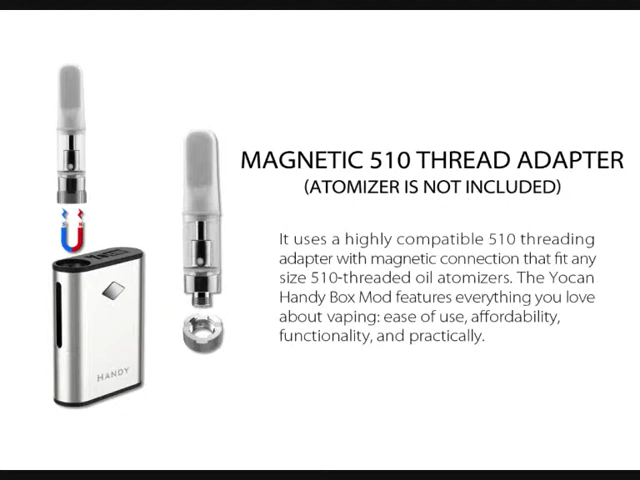 MAGNETIC 510 THREAD ADAPTER
(ATOMIZER IS NOT INCLUDED)
It uses a highly compatible 510 threading
adapter with magnetic connection that fit any
size 510-threaded oil atomizers. The Yocan
Handy Box Mod features everything you love
about vaping: ease of use, affordability,
functionality, and practically.
HANDY